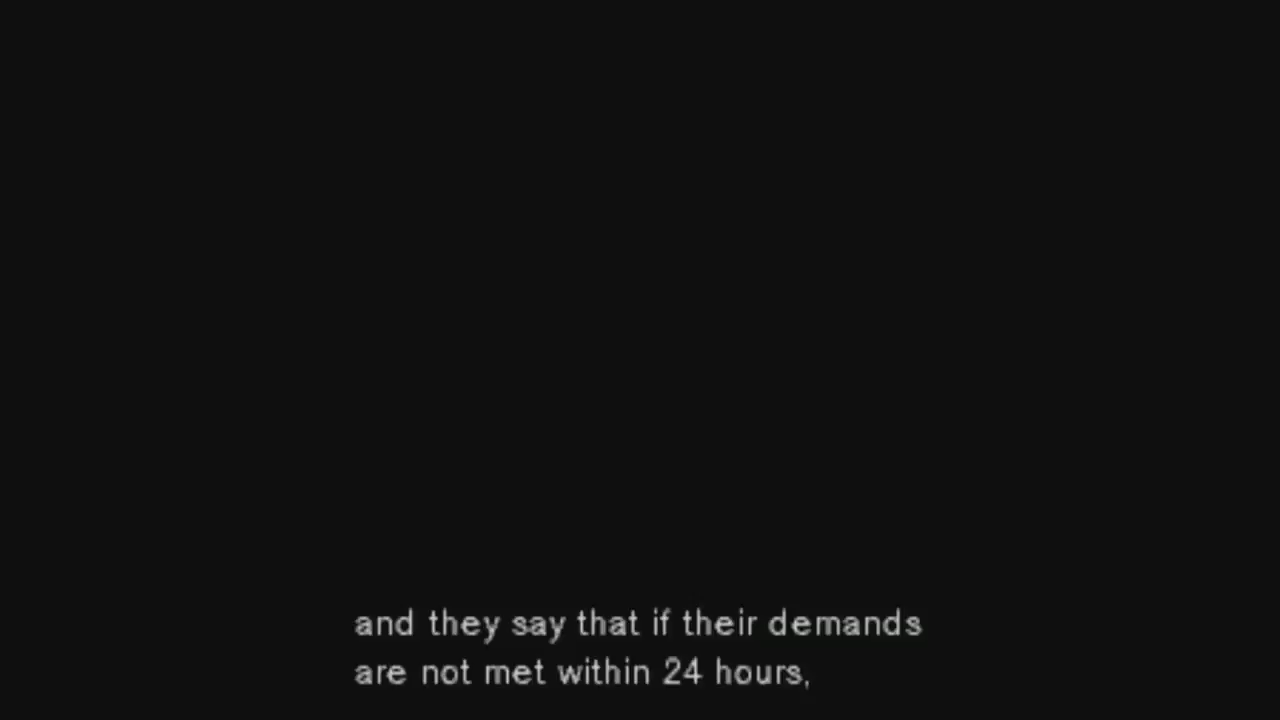 and they say that if their demands
are not met within 24 hours,